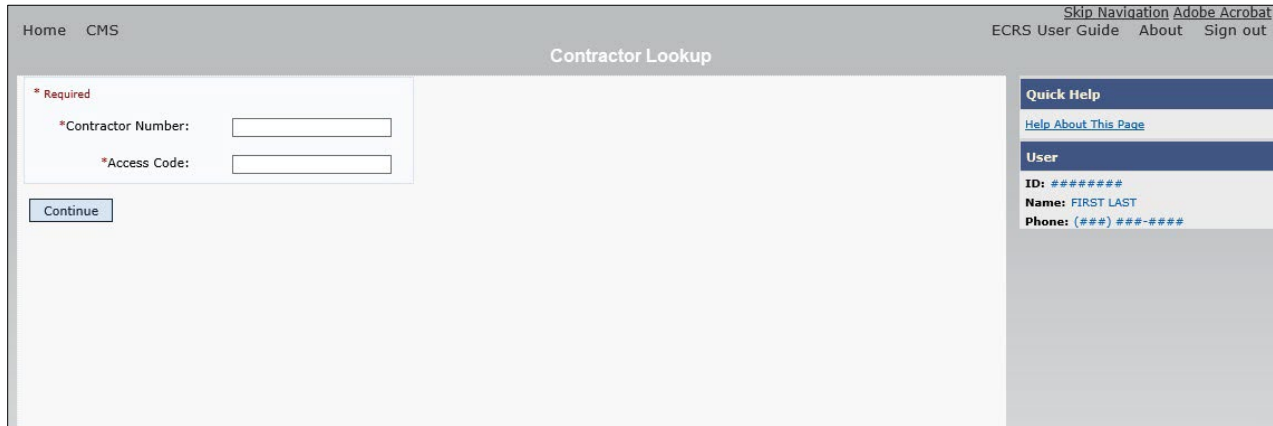 Skip Navigation Adobe Acrobat
Home CMS ECRS User Guide About Sign out
Contractor Lookup
* Required
*Contractor Number:
*Access Code:
Continue
Quick Help
Help About This Page
User
ID: ########
Name: FIRST LAST
Phone: (###) ###-####